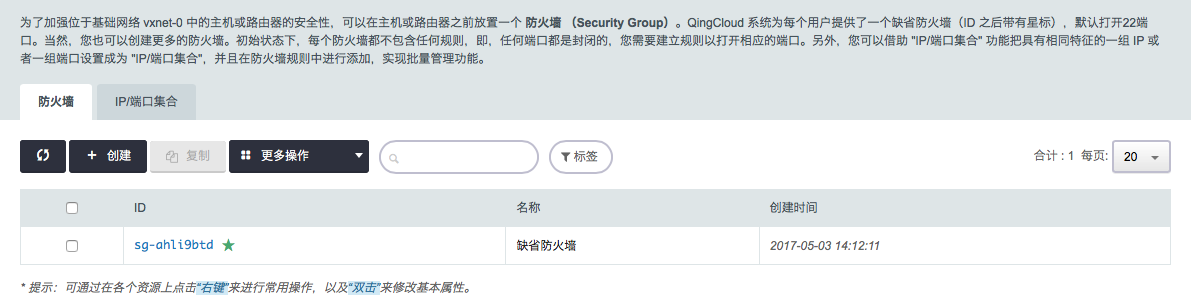 为了加强位于基础网络 vxnet-0 中的主机或路由器的安全性，可以在主机或路由器之前放置一个 防火墙 （Security Group）。QingCloud 系统为每个用户提供了一个缺省防火墙（ID 之后带有星标），默认打开22端
口。当然，您也可以创建更多的防火墙。初始状态下，每个防火墙都不包含任何规则，即，任何端口都是封闭的，您需要建立规则以打开相应的端口。另外，您可以借助 "IP/端口集合" 功能把具有相同特征的一组 IP 或
者一组端口设置成为 "IP/端口集合"，并且在防火墙规则中进行添加，实现批量管理功能。
防火墙 IP/端口集合
+ 创建 复制 更多操作 标签 合计 : 1 每页: 20
ID 名称 创建时间
sg-ahli9btd 缺省防火墙 2017-05-03 14:12:11
* 提示：可通过在各个资源上点击“右键”来进行常用操作，以及“双击”来修改基本属性。